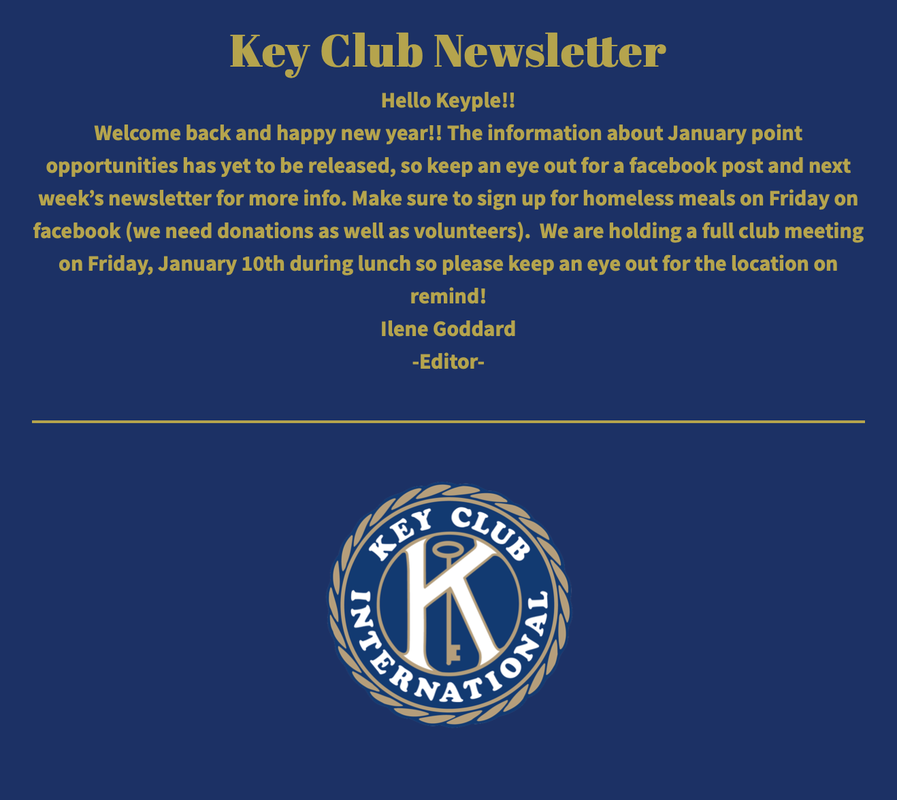 Key Club Newsletter
Hello Keyple!!
Welcome back and happy new year!! The information about January point
opportunities has yet to be released, so keep an eye out for a facebook post and next
week’s newsletter for more info. Make sure to sign up for homeless meals on Friday on
facebook (we need donations as well as volunteers).  We are holding a full club meeting
on Friday, January 10th during lunch so please keep an eye out for the location on
remind!
Ilene Goddard
-Editor-
KEY CLUB
K
INTERNATIONAL